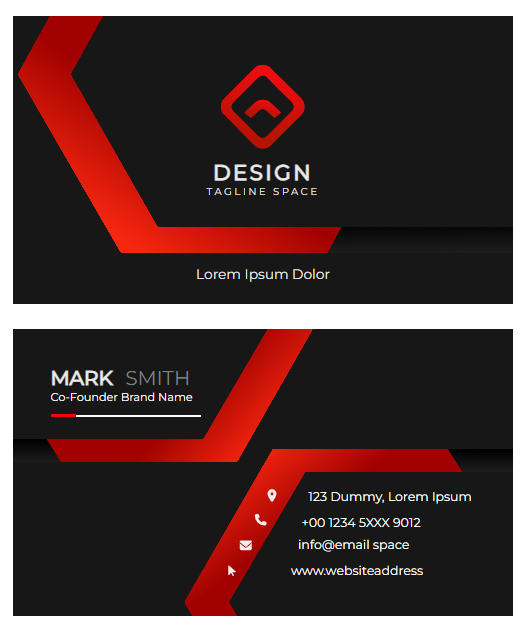 DESIGN
TAGLINE SPACE
Lorem Ipsum Dolor
MARK SMITH
Co-Founder Brand Name
123 Dummy, Lorem Ipsum
+00 1234 5XXX 9012
info@email space
www.websiteaddress